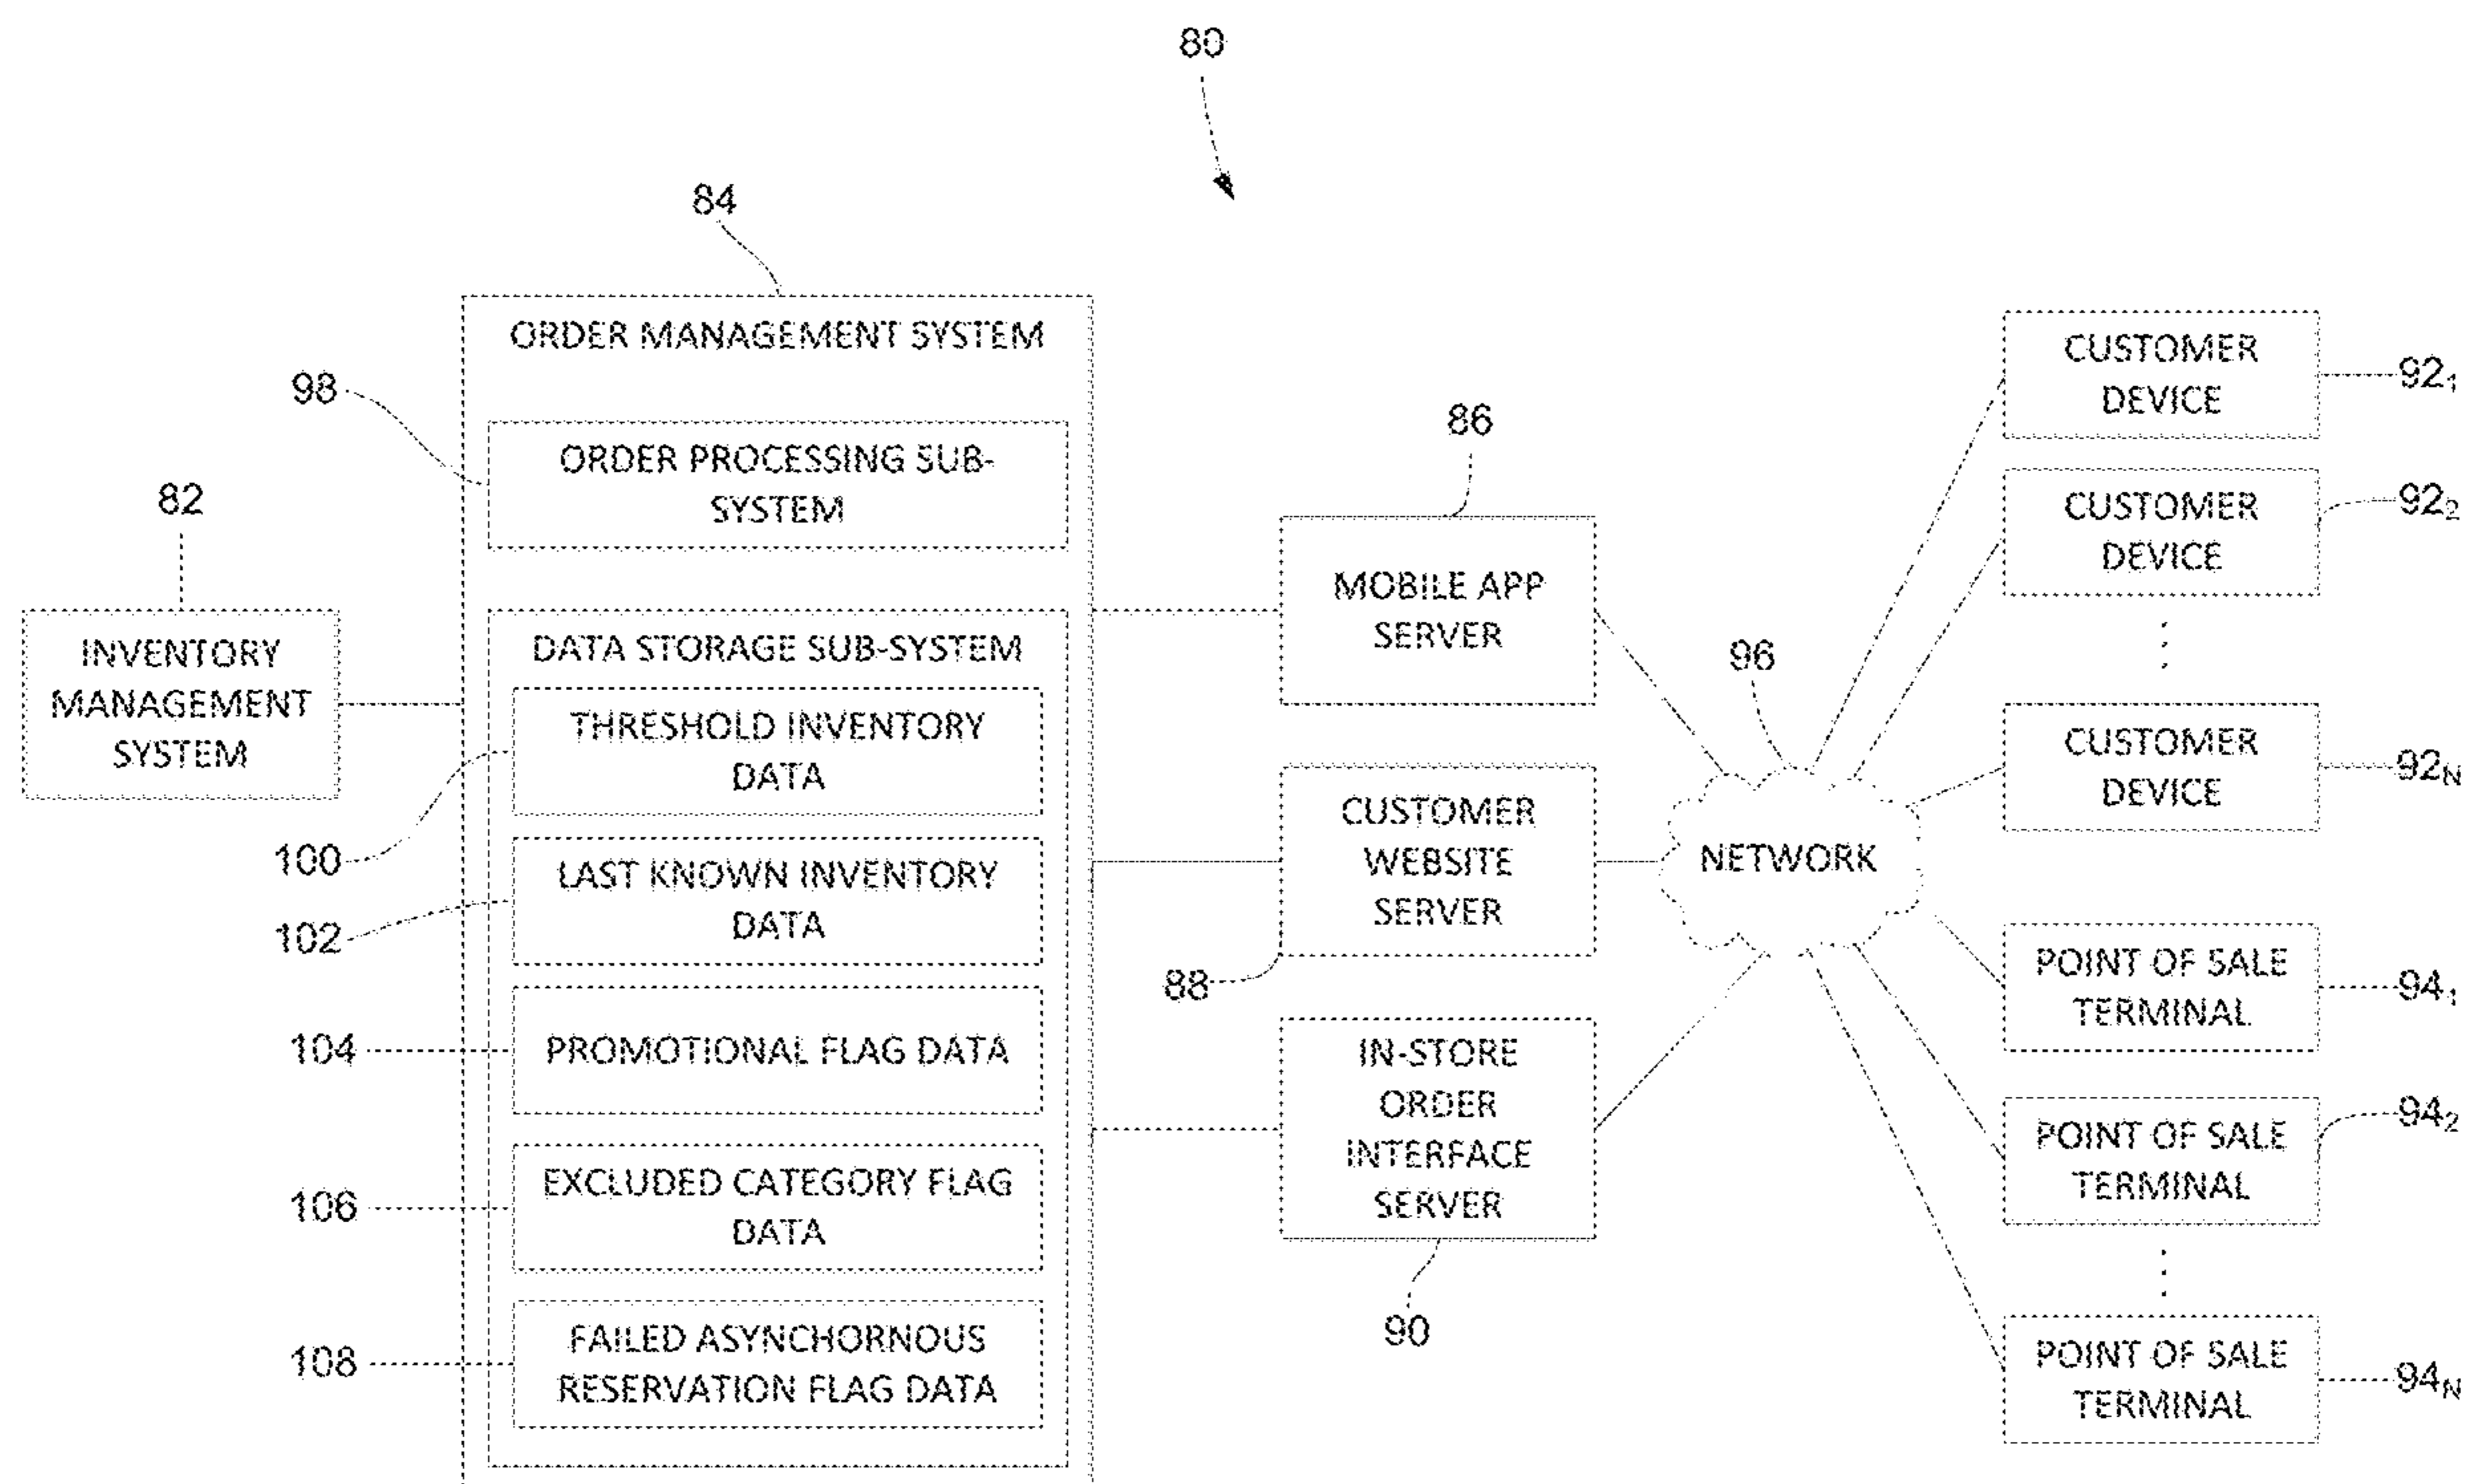 80
84
ORDER MANAGEMENT SYSTEM
98
ORDER PROCESSING SUB-
SYSTEM
82
INVENTORY
MANAGEMENT
SYSTEM
DATA STORAGE SUB-SYSTEM
THRESHOLD INVENTORY
DATA
100
LAST KNOWN INVENTORY
DATA
102
104
PROMOTIONAL FLAG DATA
106
EXCLUDED CATEGORY FLAG
DATA
108
FAILED ASYNCHORNOUS
RESERVATION FLAG DATA
86
MOBILE APP
SERVER
CUSTOMER
WEBSITE
SERVER
88
IN-STORE
ORDER
INTERFACE
SERVER
90
96
NETWORK
CUSTOMER
DEVICE
92₁
CUSTOMER
DEVICE
92₂
CUSTOMER
DEVICE
92N
POINT OF SALE
TERMINAL
94₁
POINT OF SALE
TERMINAL
94₂
POINT OF SALE
TERMINAL
94N